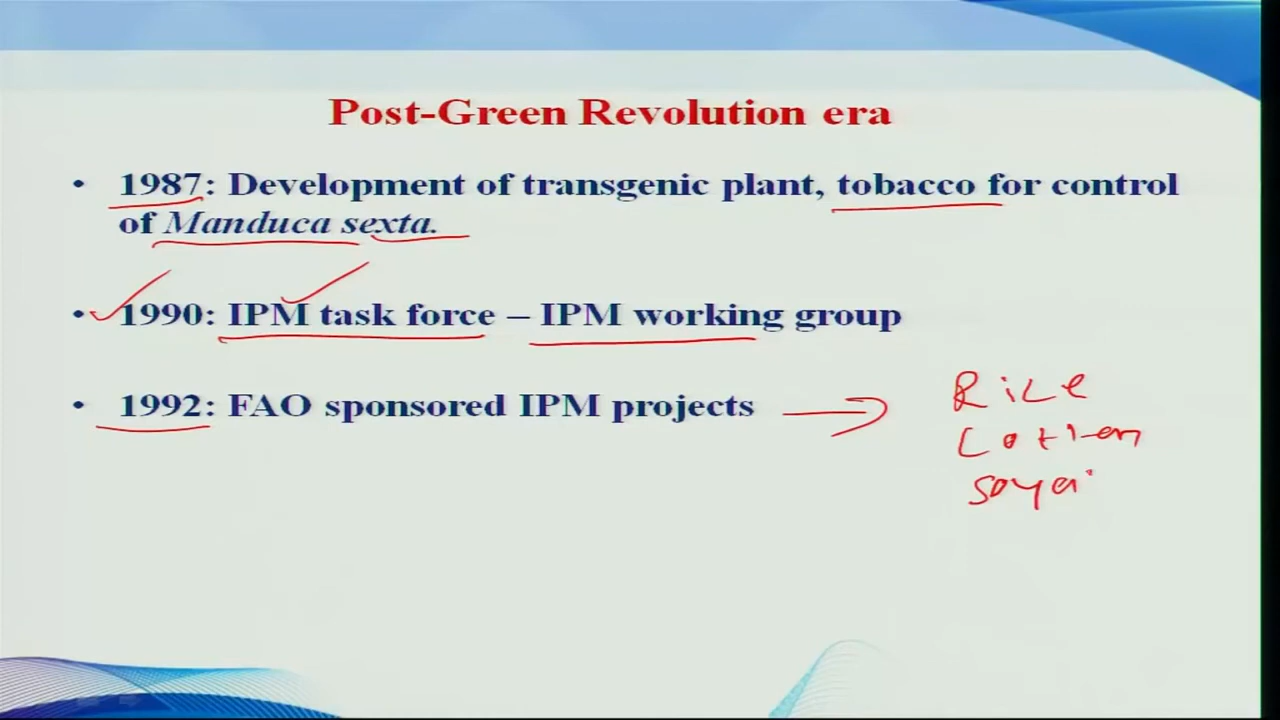 Post-Green Revolution era
• 1987: Development of transgenic plant, tobacco for control
of Manduca sexta.
• 1990: IPM task force – IPM working group
• 1992: FAO sponsored IPM projects
Rice
Cotton
soya